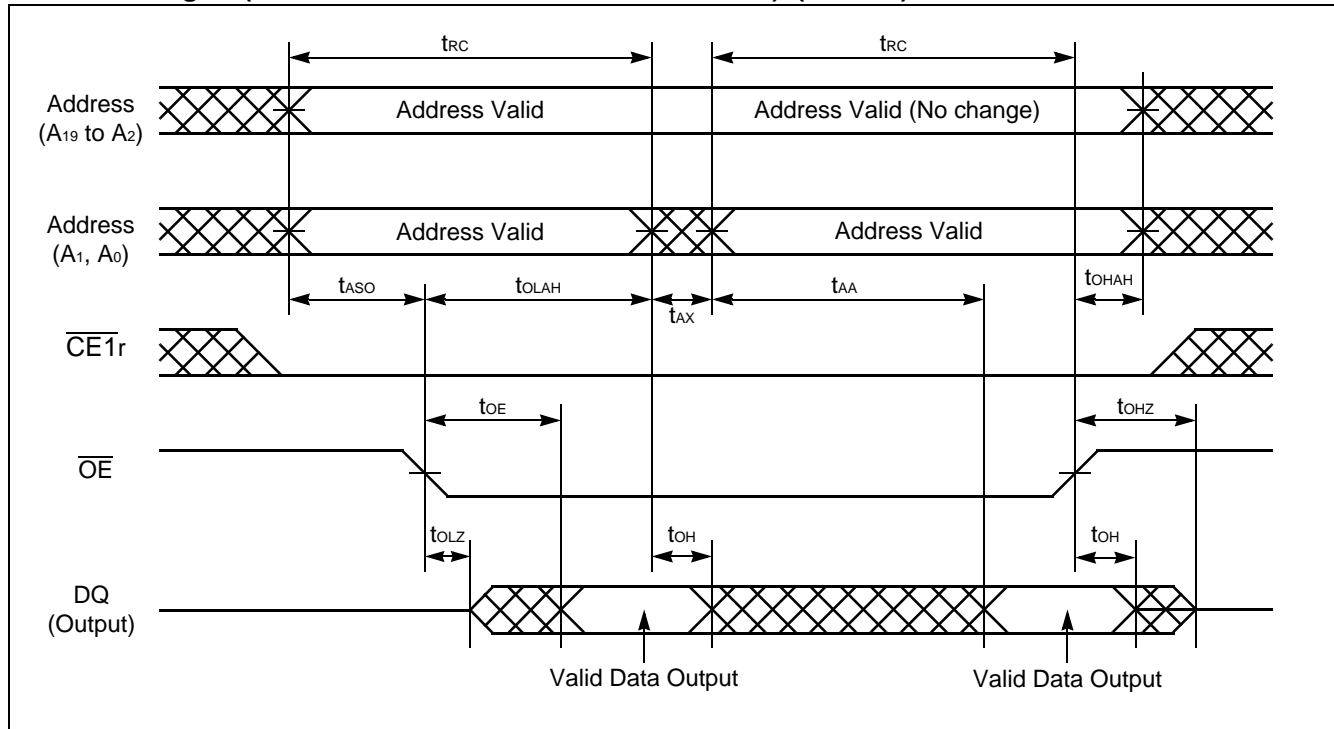 tRC tRC
Address
(A19 to A2)
Address Valid Address Valid (No change)
Address
(A1, A0)
Address Valid Address Valid
tASO tOLAH tAX tAA tOHAH
CE1r
tOE tOHZ
OE
tOLZ tOH tOH
DQ
(Output)
Valid Data Output Valid Data Output